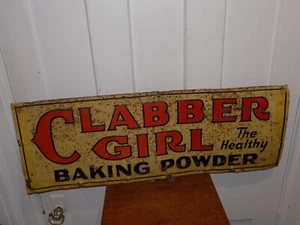 CLABBER
GIRL
The
Healthy
BAKING POWDER